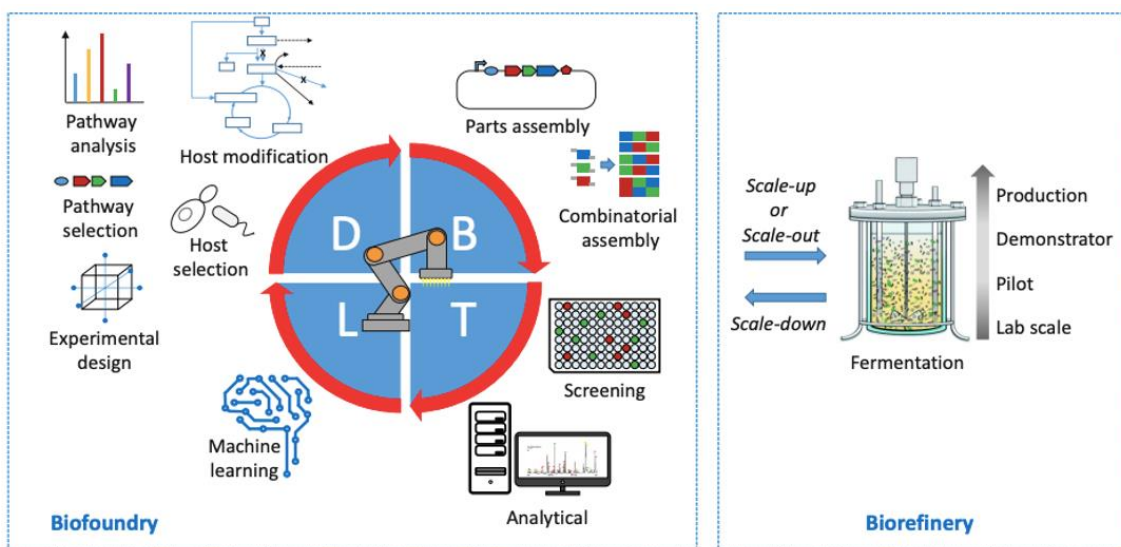 Pathway
analysis
Host modification
Pathway
selection
Host
selection
Experimental
design
D
B
L
T
Parts assembly
Combinatorial
assembly
Screening
Analytical
Machine
learning
Biofoundry
Scale-up
or
Scale-out
Scale-down
Fermentation
Production
Demonstrator
Pilot
Lab scale
Biorefinery